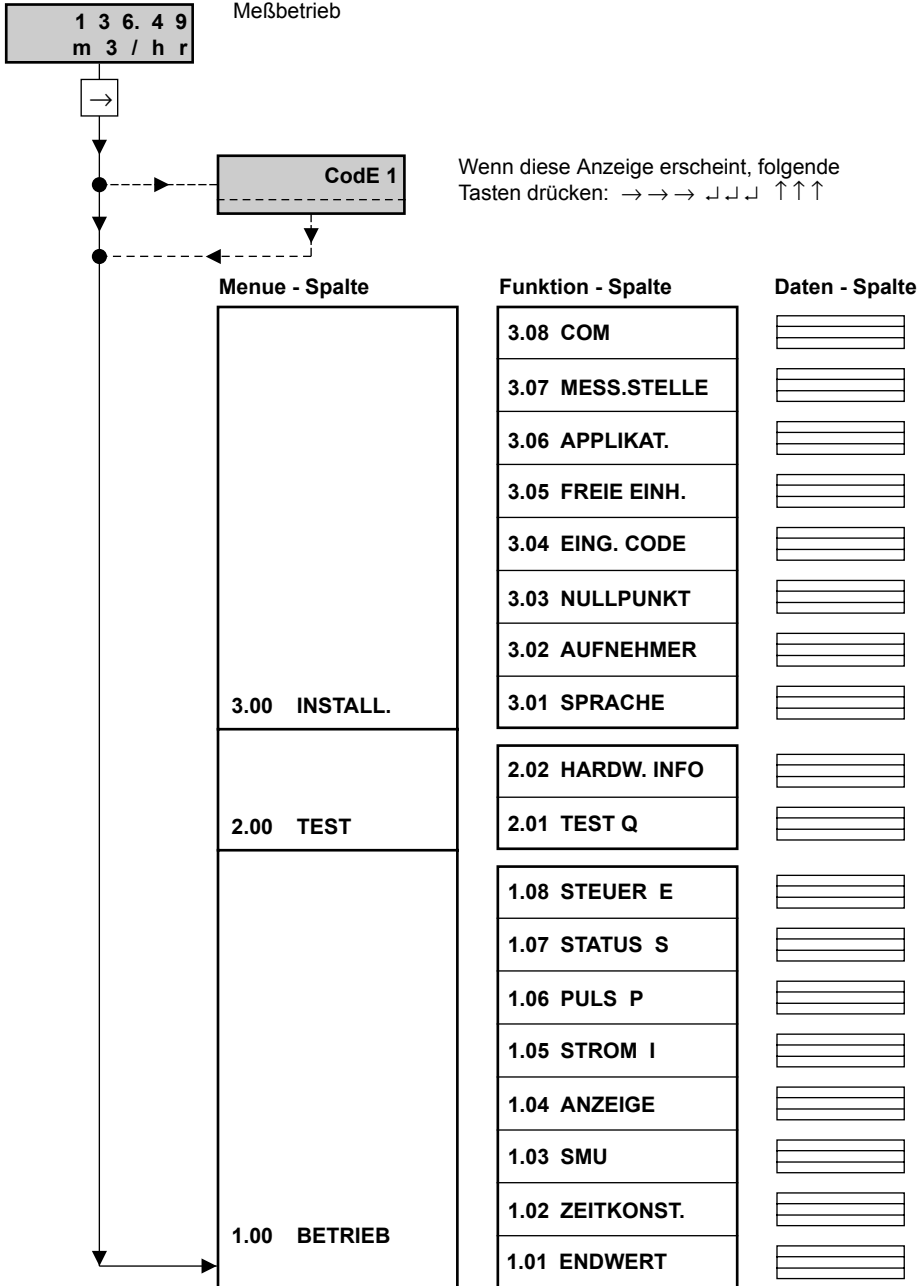 1 3 6. 4 9
m 3 / h r
Meßbetrieb
→
CodE 1
Wenn diese Anzeige erscheint, folgende
Tasten drücken: →→→ ↵↵↵ ↑↑↑
Menue - Spalte
Funktion - Spalte
Daten - Spalte
3.08 COM
3.07 MESS.STELLE
3.06 APPLIKAT.
3.05 FREIE EINH.
3.04 EING. CODE
3.03 NULLPUNKT
3.02 AUFNEHMER
3.00 INSTALL.
3.01 SPRACHE
2.02 HARDW. INFO
2.00 TEST
2.01 TEST Q
1.08 STEUER E
1.07 STATUS S
1.06 PULS P
1.05 STROM I
1.04 ANZEIGE
1.03 SMU
1.02 ZEITKONST.
1.00 BETRIEB
1.01 ENDWERT